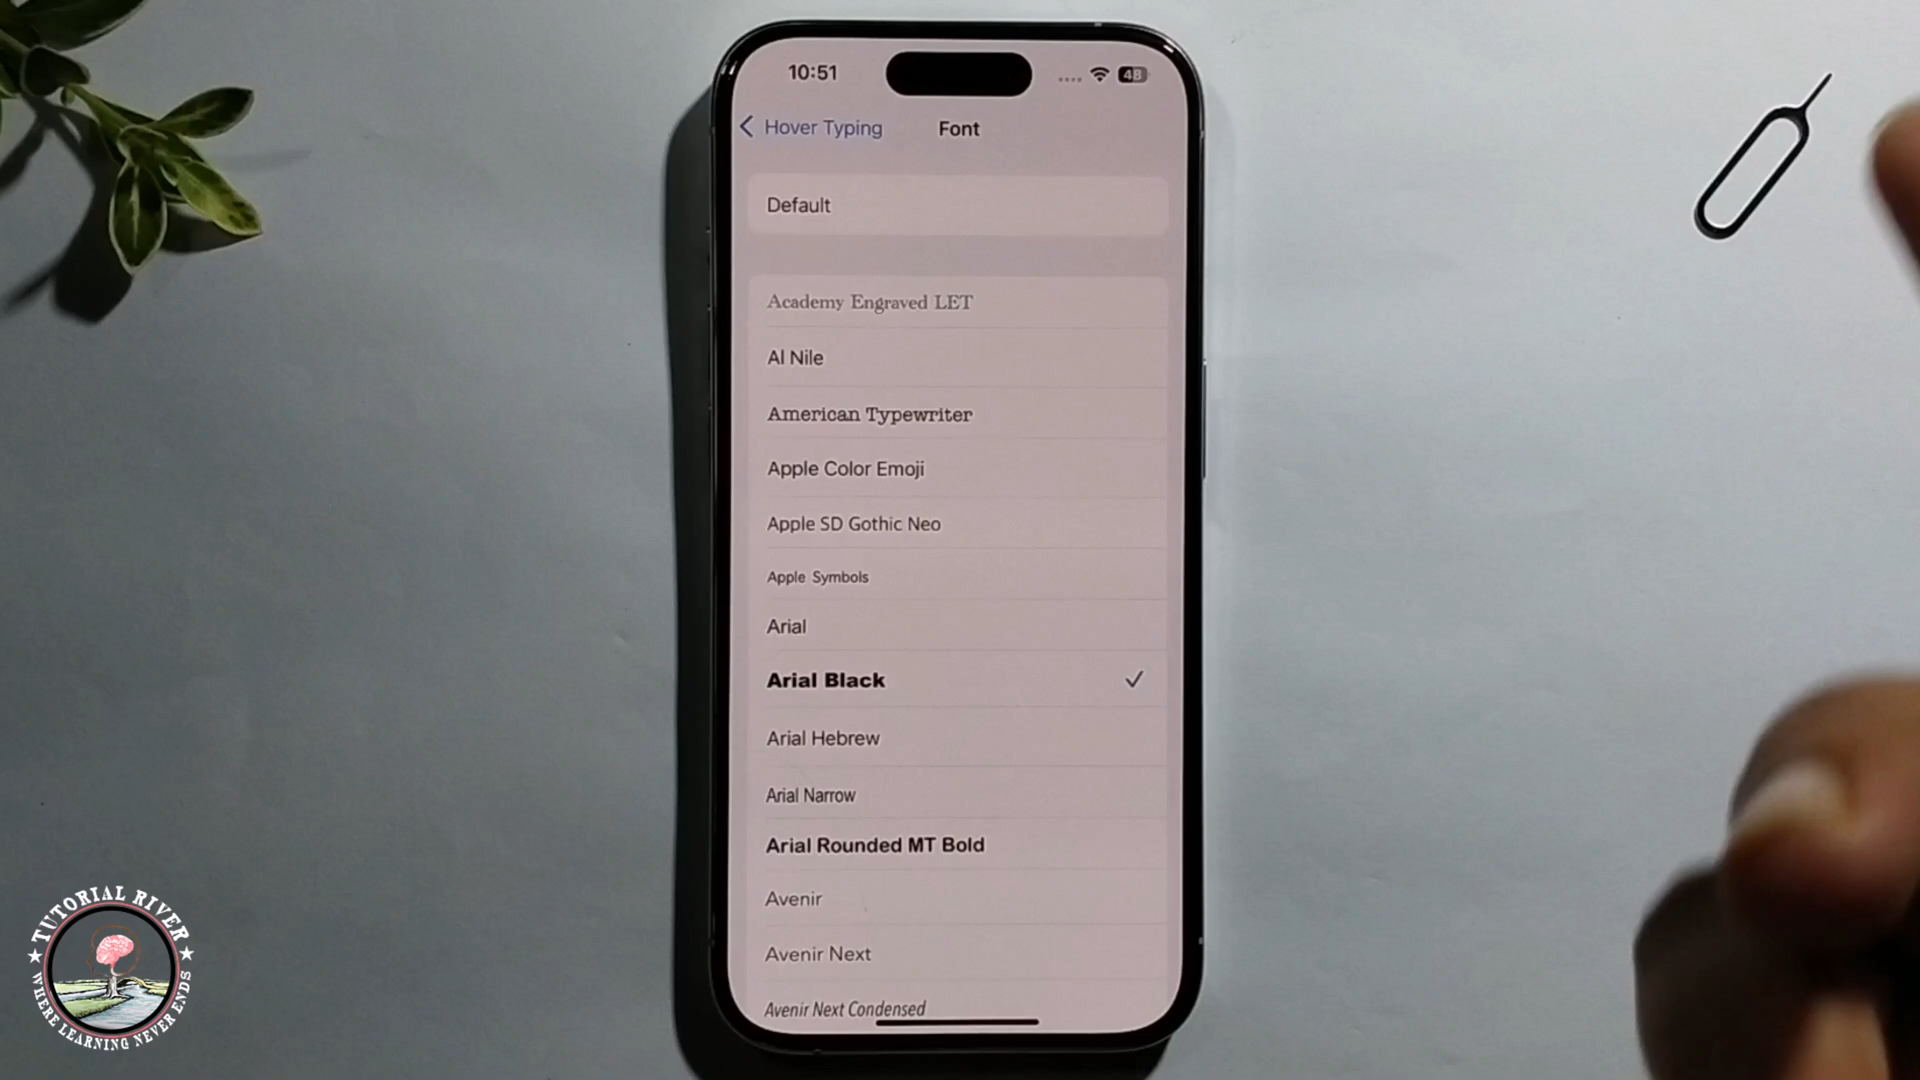 10:51
48
Hover Typing
Font
Default
Academy Engraved LET
Al Nile
American Typewriter
Apple Color Emoji
Apple SD Gothic Neo
Apple Symbols
Arial
Arial Black
Arial Hebrew
Arial Narrow
Arial Rounded MT Bold
Avenir
Avenir Next
Avenir Next Condensed
TUTORIAL RIVER
WHERE LEARNING NEVER ENDS